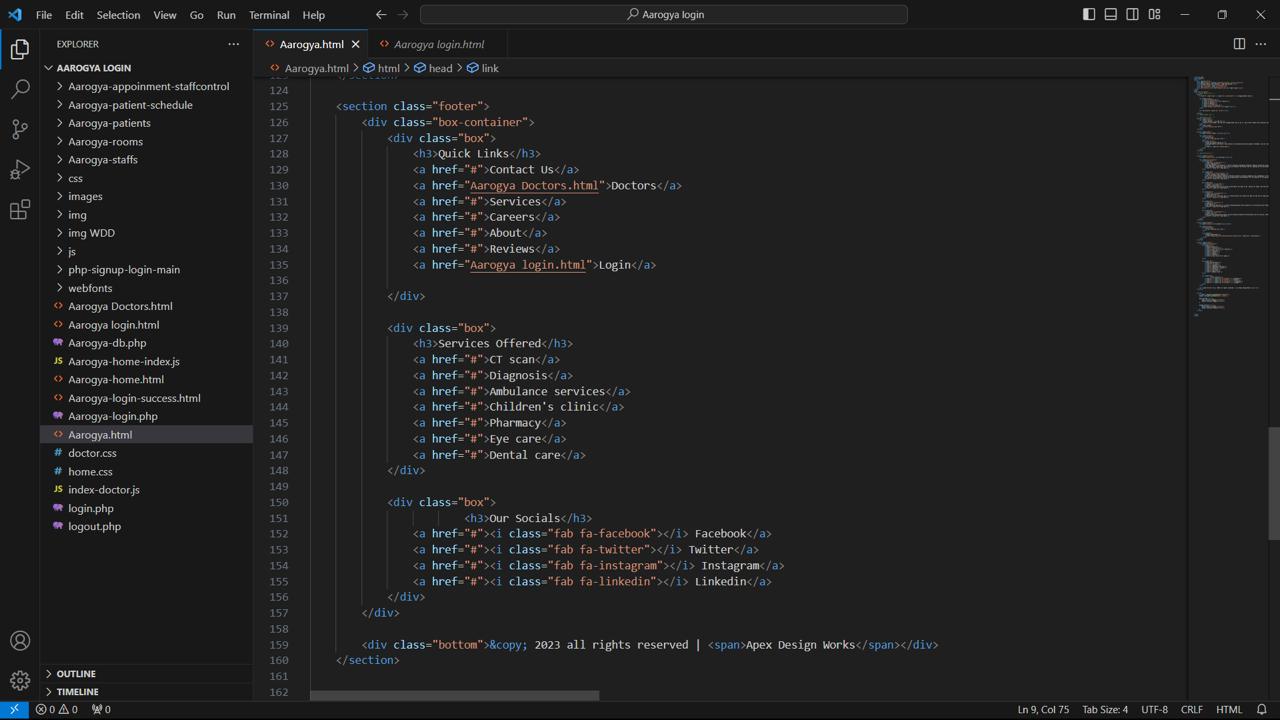 File Edit Selection View Go Run Terminal Help
Aarogya login
EXPLORER
AAROGYA LOGIN
Aarogya-appoinment-staffcontrol
Aarogya-patient-schedule
Aarogya-patients
Aarogya-rooms
Aarogya-staffs
css
images
img
img WDD
js
php-signup-login-main
webfonts
Aarogya Doctors.html
Aarogya login.html
Aarogya-db.php
JS Aarogya-home-index.js
Aarogya-home.html
Aarogya-login-success.html
Aarogya-login.php
Aarogya.html
# doctor.css
# home.css
JS index-doctor.js
login.php
logout.php
OUTLINE
TIMELINE
Aarogya.html
Aarogya login.html
Aarogya.html > html > head > link
123 </section>
124
125 <section class="footer">
126 <div class="box-container">
127 <div class="box">
128 <h3>Quick Links</h3>
129 <a href="#">Contact Us</a>
130 <a href="Aarogya Doctors.html">Doctors</a>
131 <a href="#">Services</a>
132 <a href="#">Careers</a>
133 <a href="#">About</a>
134 <a href="#">Reviews</a>
135 <a href="Aarogya login.html">Login</a>
136
137 </div>
138
139 <div class="box">
140 <h3>Services Offered</h3>
141 <a href="#">CT scan</a>
142 <a href="#">Diagnosis</a>
143 <a href="#">Ambulance services</a>
144 <a href="#">Children's clinic</a>
145 <a href="#">Pharmacy</a>
146 <a href="#">Eye care</a>
147 <a href="#">Dental care</a>
148 </div>
149
150 <div class="box">
151 <h3>Our Socials</h3>
152 <a href="#"><i class="fab fa-facebook"></i> Facebook</a>
153 <a href="#"><i class="fab fa-twitter"></i> Twitter</a>
154 <a href="#"><i class="fab fa-instagram"></i> Instagram</a>
155 <a href="#"><i class="fab fa-linkedin"></i> Linkedin</a>
156 </div>
157 </div>
158
159 <div class="bottom">&copy; 2023 all rights reserved | <span>Apex Design Works</span></div>
160 </section>
161
162
0 0 0
Ln 9, Col 75 Tab Size: 4 UTF-8 CRLF HTML